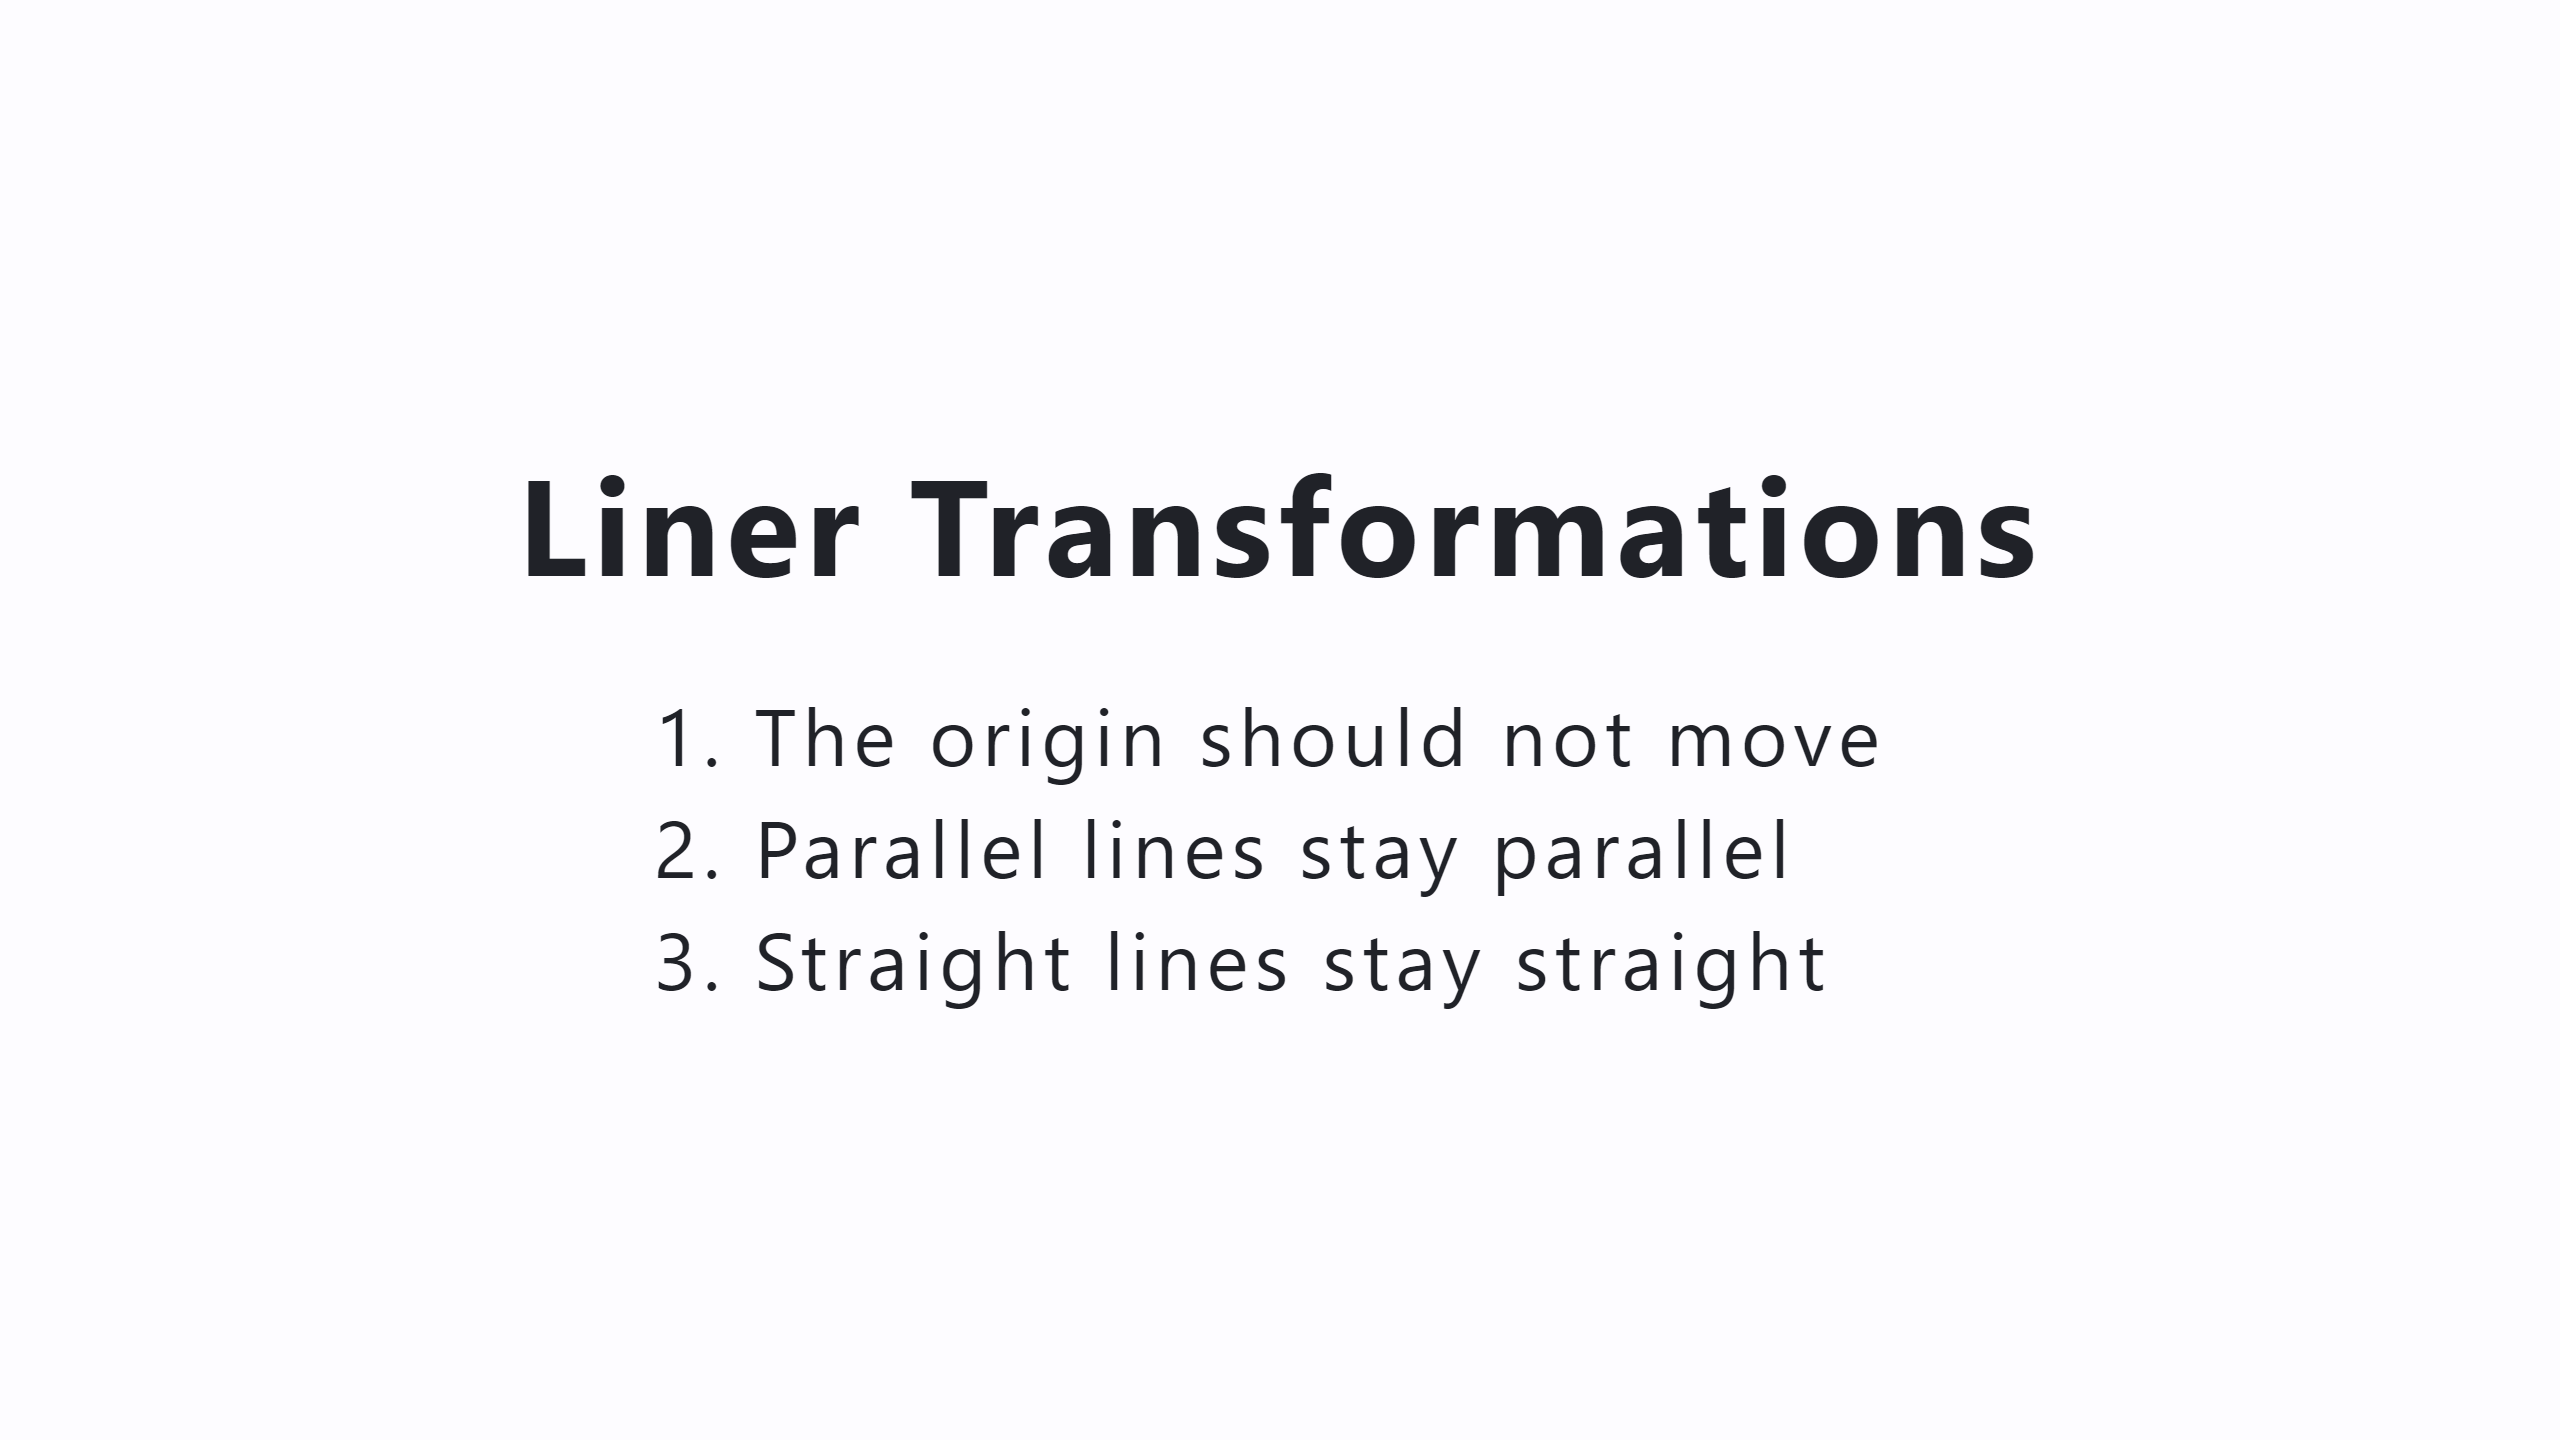 Liner Transformations
1. The origin should not move
2. Parallel lines stay parallel
3. Straight lines stay straight